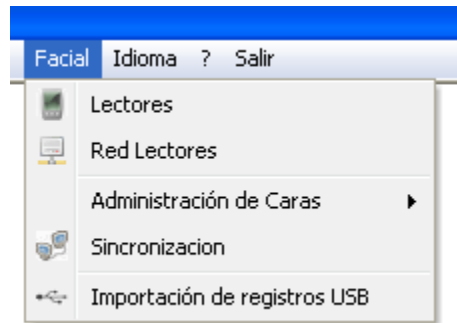 Facial Idioma ? Salir
Lectores
Red Lectores
Administración de Caras
Sincronizacion
Importación de registros USB